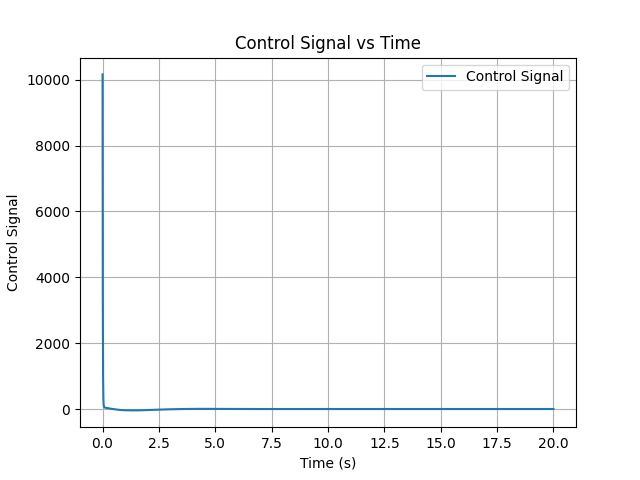 Control Signal vs Time
Control Signal
10000
8000
6000
4000
2000
0
Control Signal
0.0 2.5 5.0 7.5 10.0 12.5 15.0 17.5 20.0
Time (s)